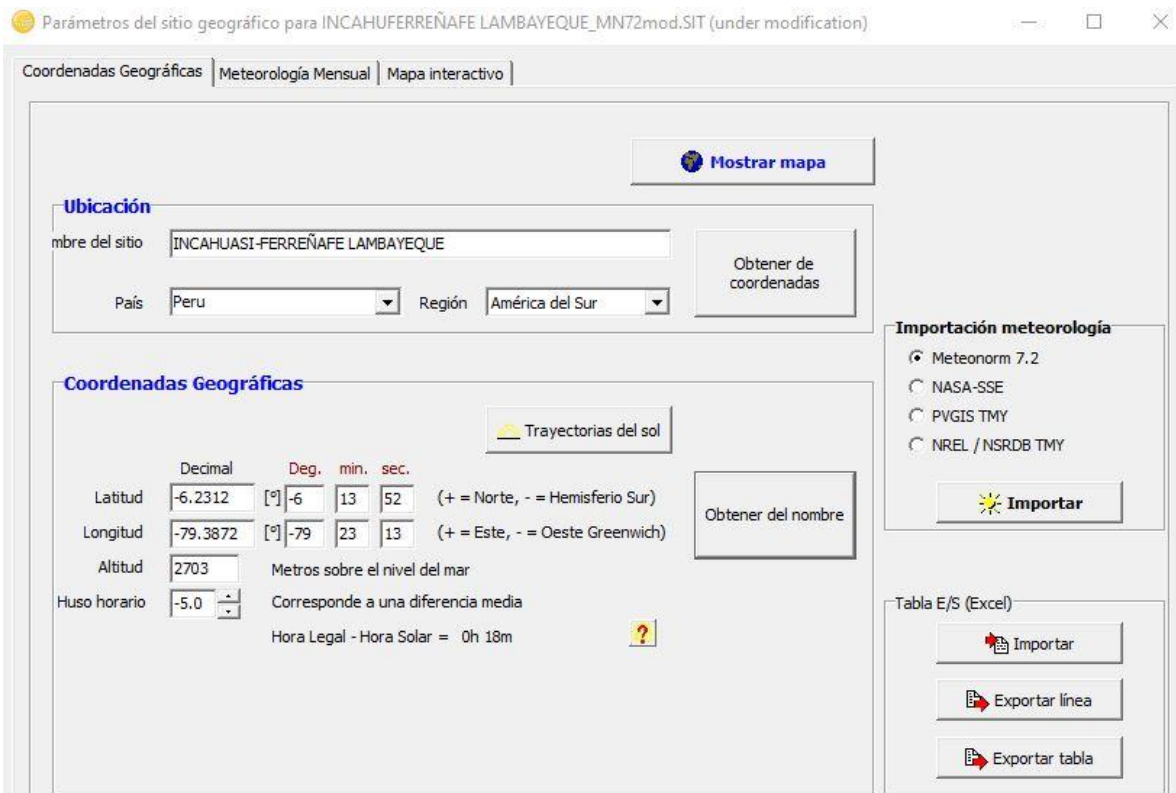 Parámetros del sitio geográfico para INCAHUFERREÑAFE LAMBAYEQUE_MN72mod.SIT (under modification)
Coordenadas Geográficas Meteorología Mensual Mapa interactivo
Mostrar mapa
Ubicación
mbre del sitio INCAHUASI-FERREÑAFE LAMBAYEQUE
Obtener de
coordenadas
País Peru Región América del Sur
Coordenadas Geográficas
Trayectorias del sol
Decimal Deg. min. sec.
Latitud -6.2312 [°] -6 13 52 (+ = Norte, - = Hemisferio Sur)
Longitud -79.3872 [°] -79 23 13 (+ = Este, - = Oeste Greenwich)
Obtener del nombre
Altitud 2703 Metros sobre el nivel del mar
Huso horario -5.0 Corresponde a una diferencia media
Hora Legal - Hora Solar = 0h 18m ?
Importación meteorología
Meteonorm 7.2
NASA-SSE
PVGIS TMY
NREL / NSRDB TMY
Importar
Tabla E/S (Excel)
Importar
Exportar línea
Exportar tabla